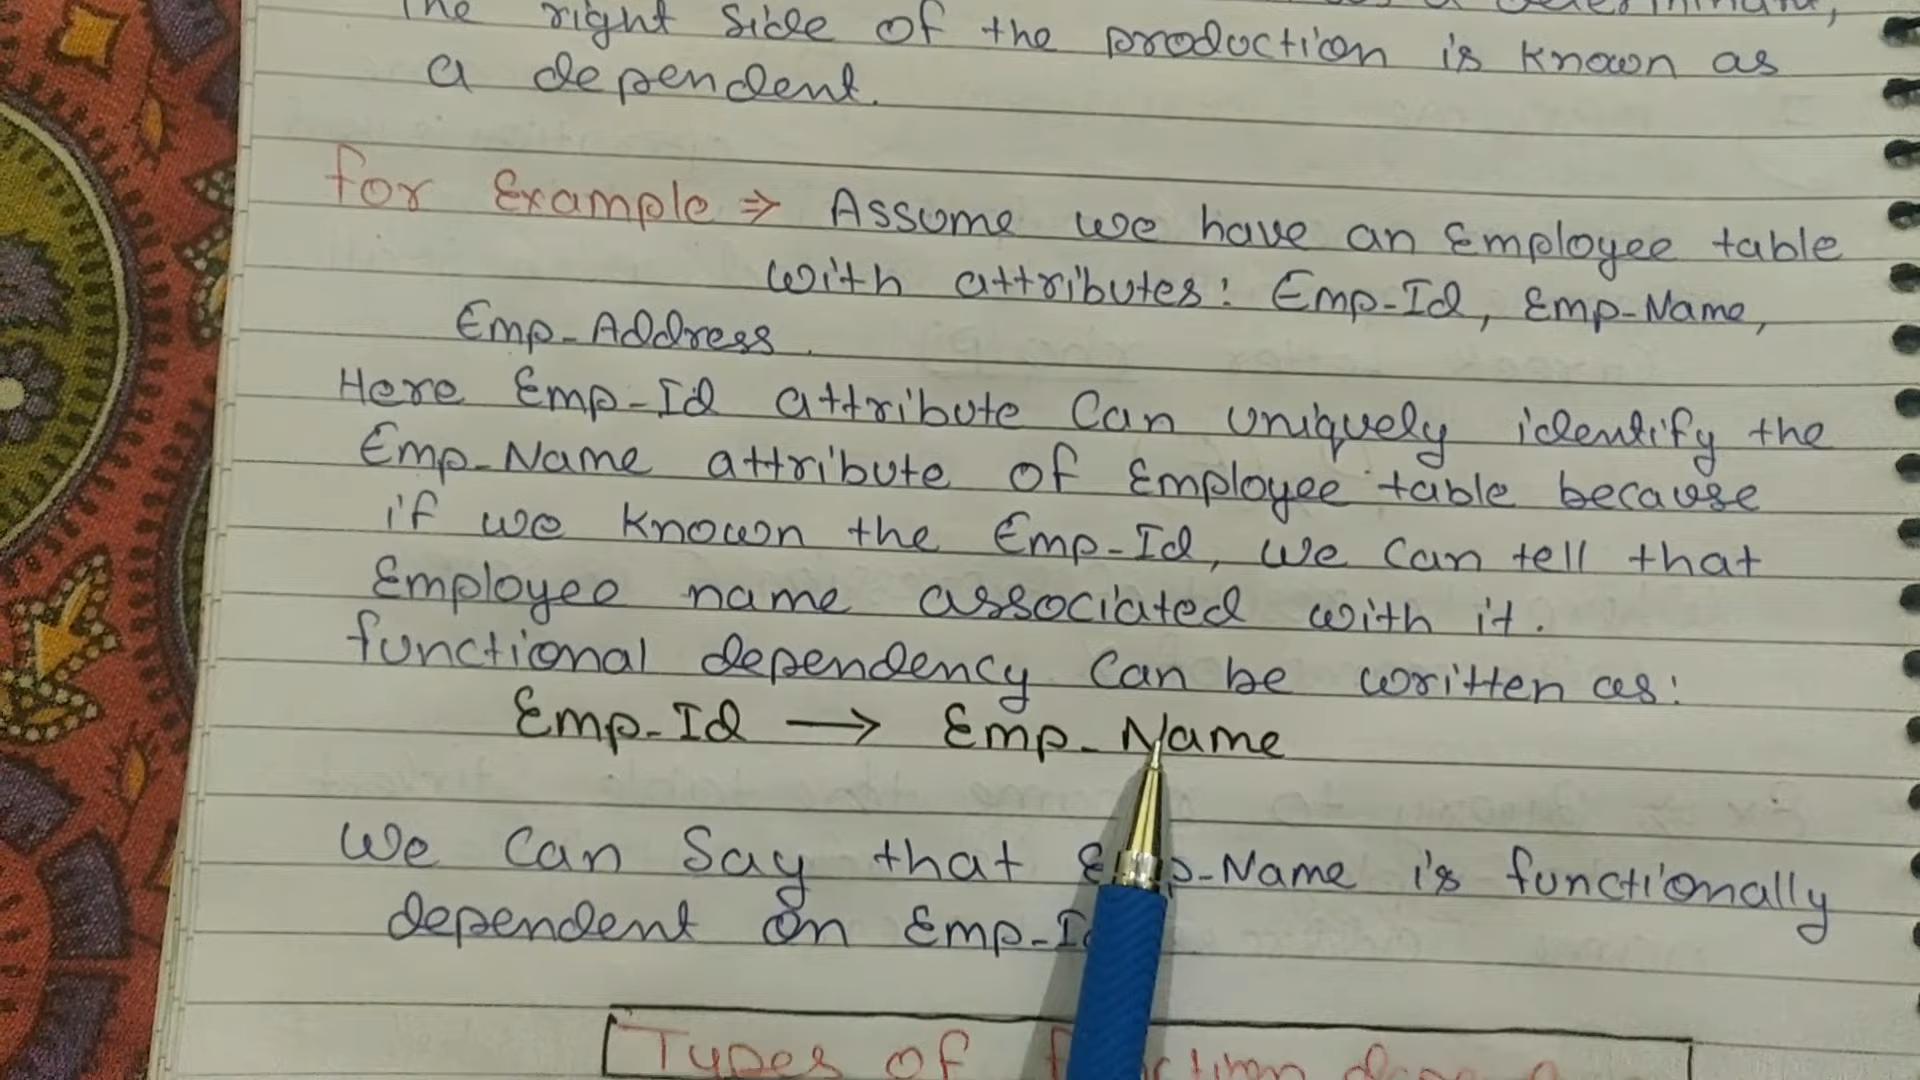 The right side of the production is known as
a dependent.
for Example ⇒ Assume we have an Employee table
with attributes: Emp-Id, Emp-Name,
Emp-Address.
Here Emp-Id attribute Can uniquely identify the
Emp-Name attribute of Employee table because
if we known the Emp-Id, we can tell that
Employee name associated with it.
functional dependency Can be written as:
Emp-Id → Emp-Name
We Can Say that Emp-Name is functionally
dependent on Emp-Id
Types of